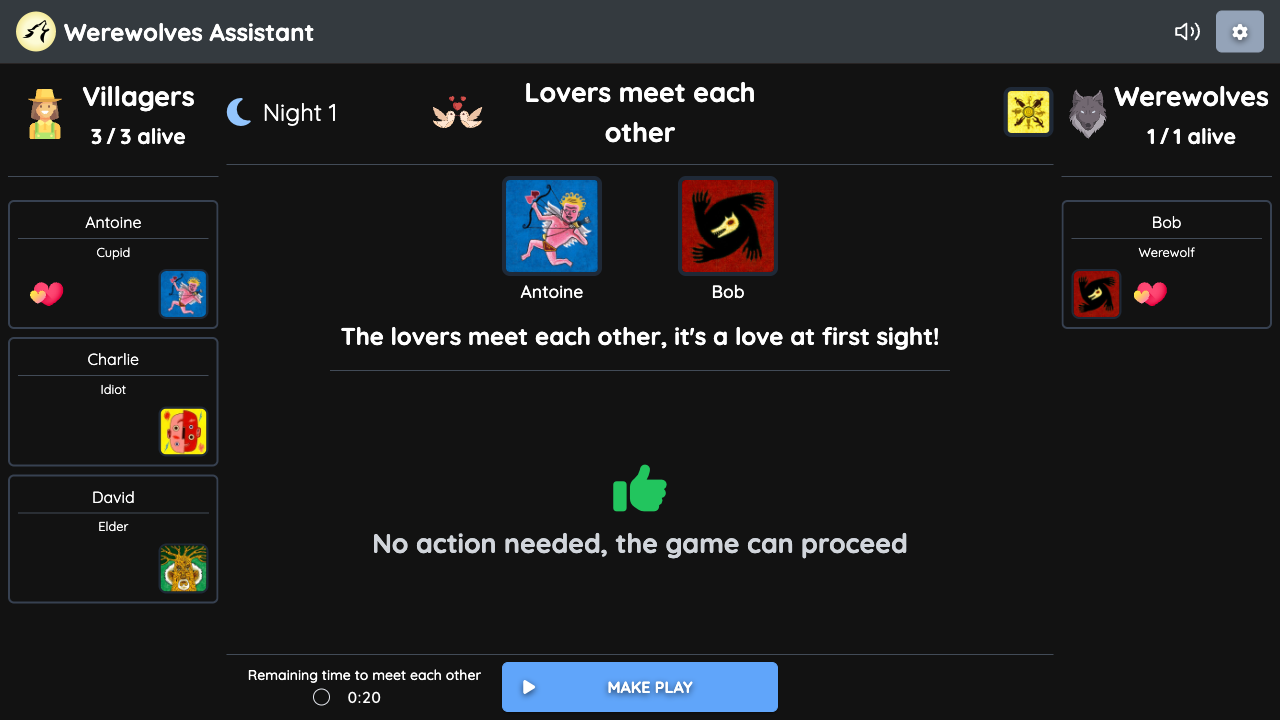 Werewolves Assistant
Villagers
3 / 3 alive
Night 1
Lovers meet each
other
Werewolves
1 / 1 alive
Antoine
Cupid
Charlie
Idiot
David
Elder
Antoine
Bob
The lovers meet each other, it's a love at first sight!
No action needed, the game can proceed
Remaining time to meet each other
0:20
MAKE PLAY
Bob
Werewolf